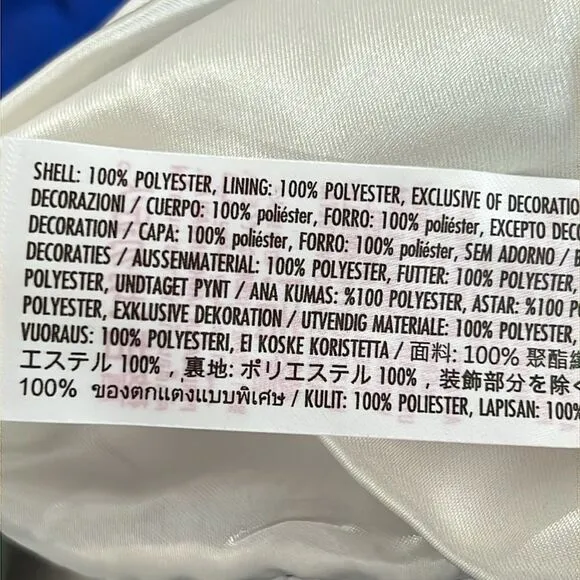 SHELL: 100% POLYESTER, LINING: 100% POLYESTER, EXCLUSIVE OF DECORATIO
DECORAZIONI / CUERPO: 100% poliéster, FORRO: 100% poliéster, EXCEPTO DECO
DECORATION / CAPA: 100% poliéster, FORRO: 100% poliéster, SEM ADORNO / B
DECORATIES / AUSSENMATERIAL: 100% POLYESTER, FUTTER: 100% POLYESTER,
POLYESTER, UNDTAGET PYNT / ANA KUMAS: %100 POLYESTER, ASTAR: %100 PO
POLYESTER, EXKLUSIVE DEKORATION / UTVENDIG MATERIALE: 100% POLYESTER,
VUORAUS: 100% POLYESTERI, EI KOSKE KORISTETTA / 面料: 100% 聚酯纖
エステル 100%，裏地: ポリエステル 100%，装飾部分を除く
100% ของตกแต่งแบบพิเศษ / KULIT: 100% POLIESTER, LAPISAN: 100%